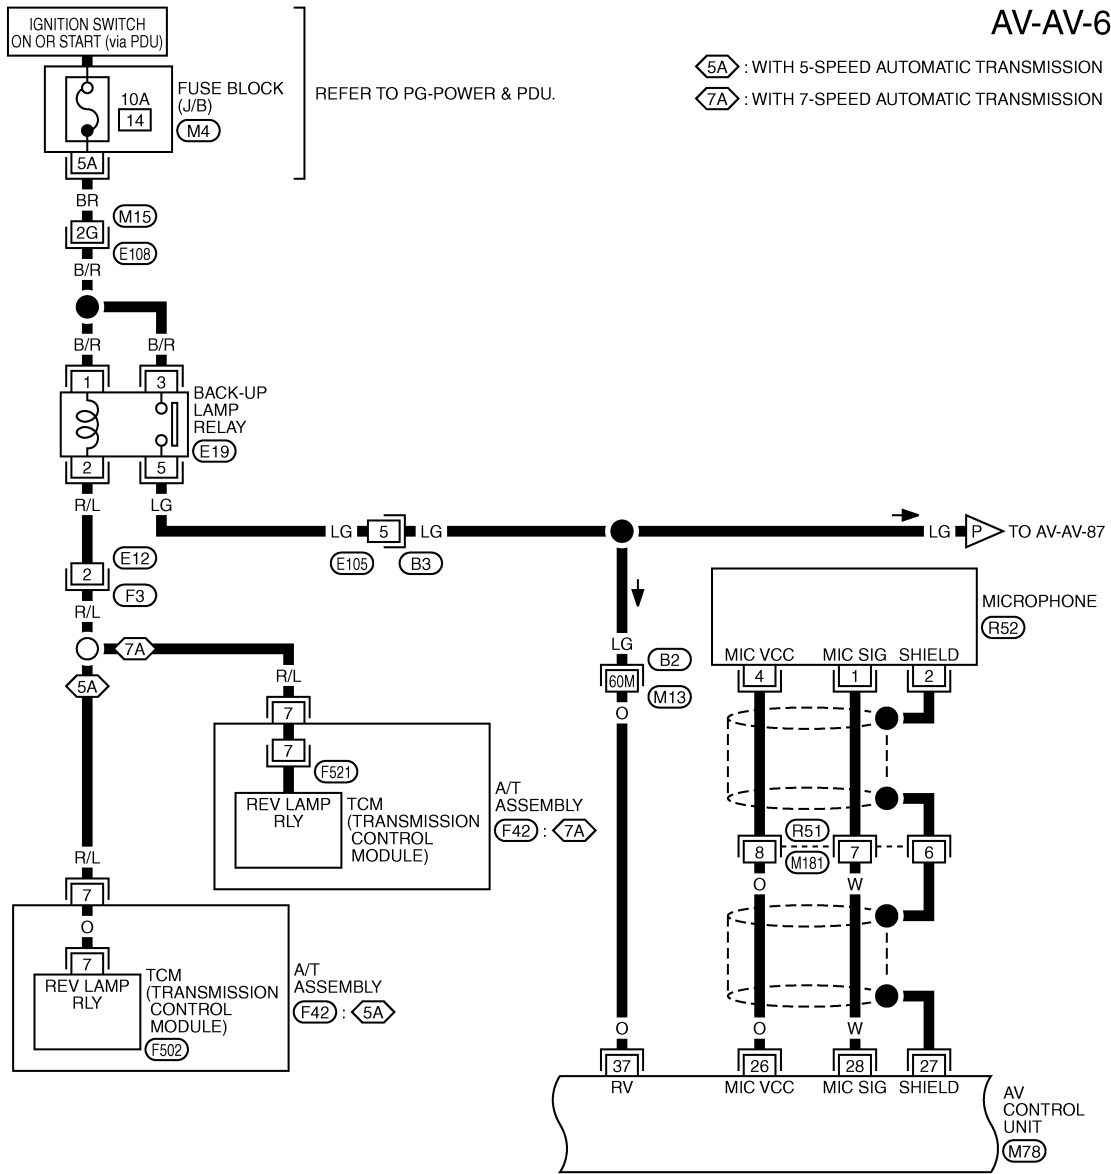 AV-AV-6
IGNITION SWITCH
ON OR START (via PDU)
5A : WITH 5-SPEED AUTOMATIC TRANSMISSION
7A : WITH 7-SPEED AUTOMATIC TRANSMISSION
10A
14
FUSE BLOCK
(J/B)
M4
REFER TO PG-POWER & PDU.
5A
BR
M15
2G
E108
B/R
B/R
B/R
1
3
BACK-UP
LAMP
RELAY
E19
2
5
R/L
LG
LG
5
LG
LG
P
TO AV-AV-87
E105
B3
E12
2
F3
R/L
7A
5A
R/L
7
7
F521
REV LAMP
RLY
TCM
(TRANSMISSION
CONTROL
MODULE)
A/T
ASSEMBLY
F42 : 7A
LG
B2
60M
M13
O
MICROPHONE
R52
MIC VCC
MIC SIG
SHIELD
4
1
2
R51
8
7
6
M181
O
W
R/L
7
O
7
REV LAMP
RLY
TCM
(TRANSMISSION
CONTROL
MODULE)
F502
A/T
ASSEMBLY
F42 : 5A
O
O
W
37
26
28
27
RV
MIC VCC
MIC SIG
SHIELD
AV
CONTROL
UNIT
M78